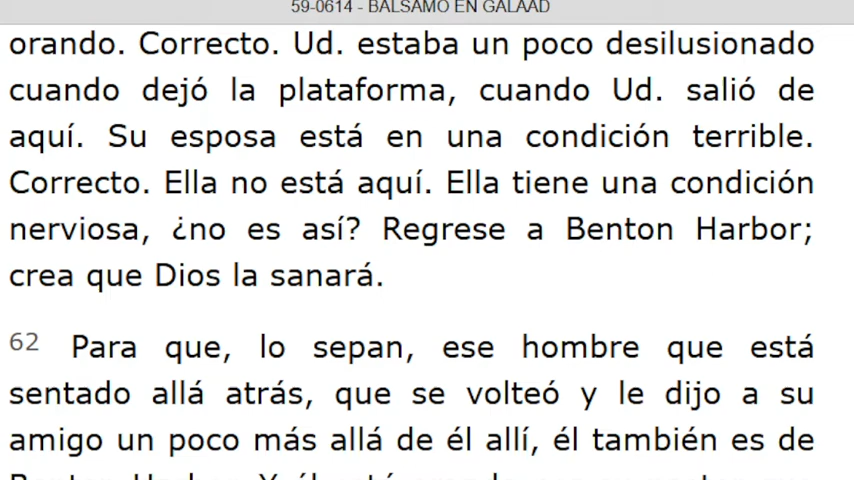 59-0614 - BALSAMO EN GALAAD
orando. Correcto. Ud. estaba un poco desilusionado
cuando dejó la plataforma, cuando Ud. salió de
aquí. Su esposa está en una condición terrible.
Correcto. Ella no está aquí. Ella tiene una condición
nerviosa, ¿no es así? Regrese a Benton Harbor;
crea que Dios la sanará.
62 Para que, lo sepan, ese hombre que está
sentado allá atrás, que se volteó y le dijo a su
amigo un poco más allá de él allí, él también es de